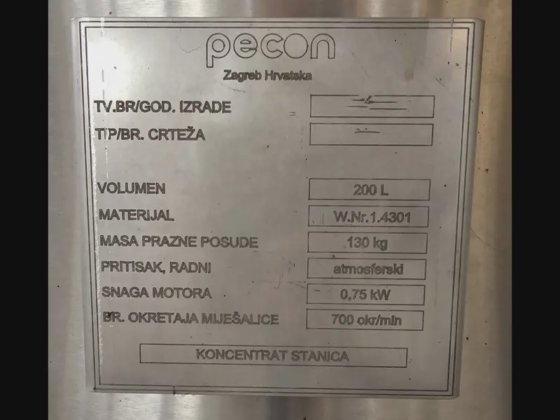 pecon
Zagreb Hrvatska
TV.BR/GOD. IZRADE
TIP/BR. CRTEŽA
VOLUMEN 200 L
MATERIJAL W.Nr.1.4301
MASA PRAZNE POSUDE 130 kg
PRITISAK, RADNI atmosferski
SNAGA MOTORA 0,75 kW
BR. OKRETAJA MIJEŠALICE 700 okr/min
KONCENTRAT STANICA